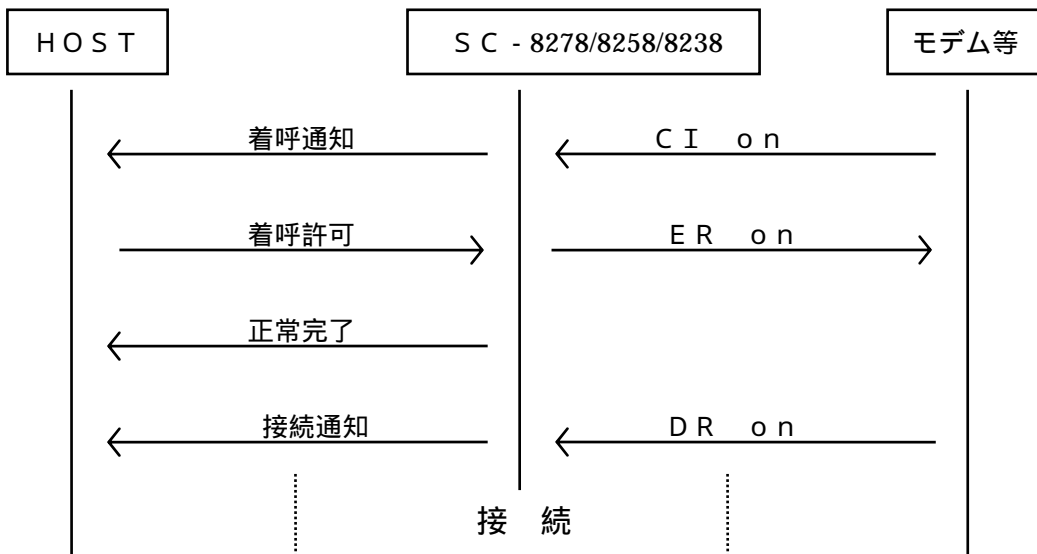 ＨＯＳＴ
ＳＣ-8278/8258/8238
モデム等
着呼通知
ＣＩ　ｏｎ
着呼許可
ＥＲ　ｏｎ
正常完了
接続通知
ＤＲ　ｏｎ
接　続